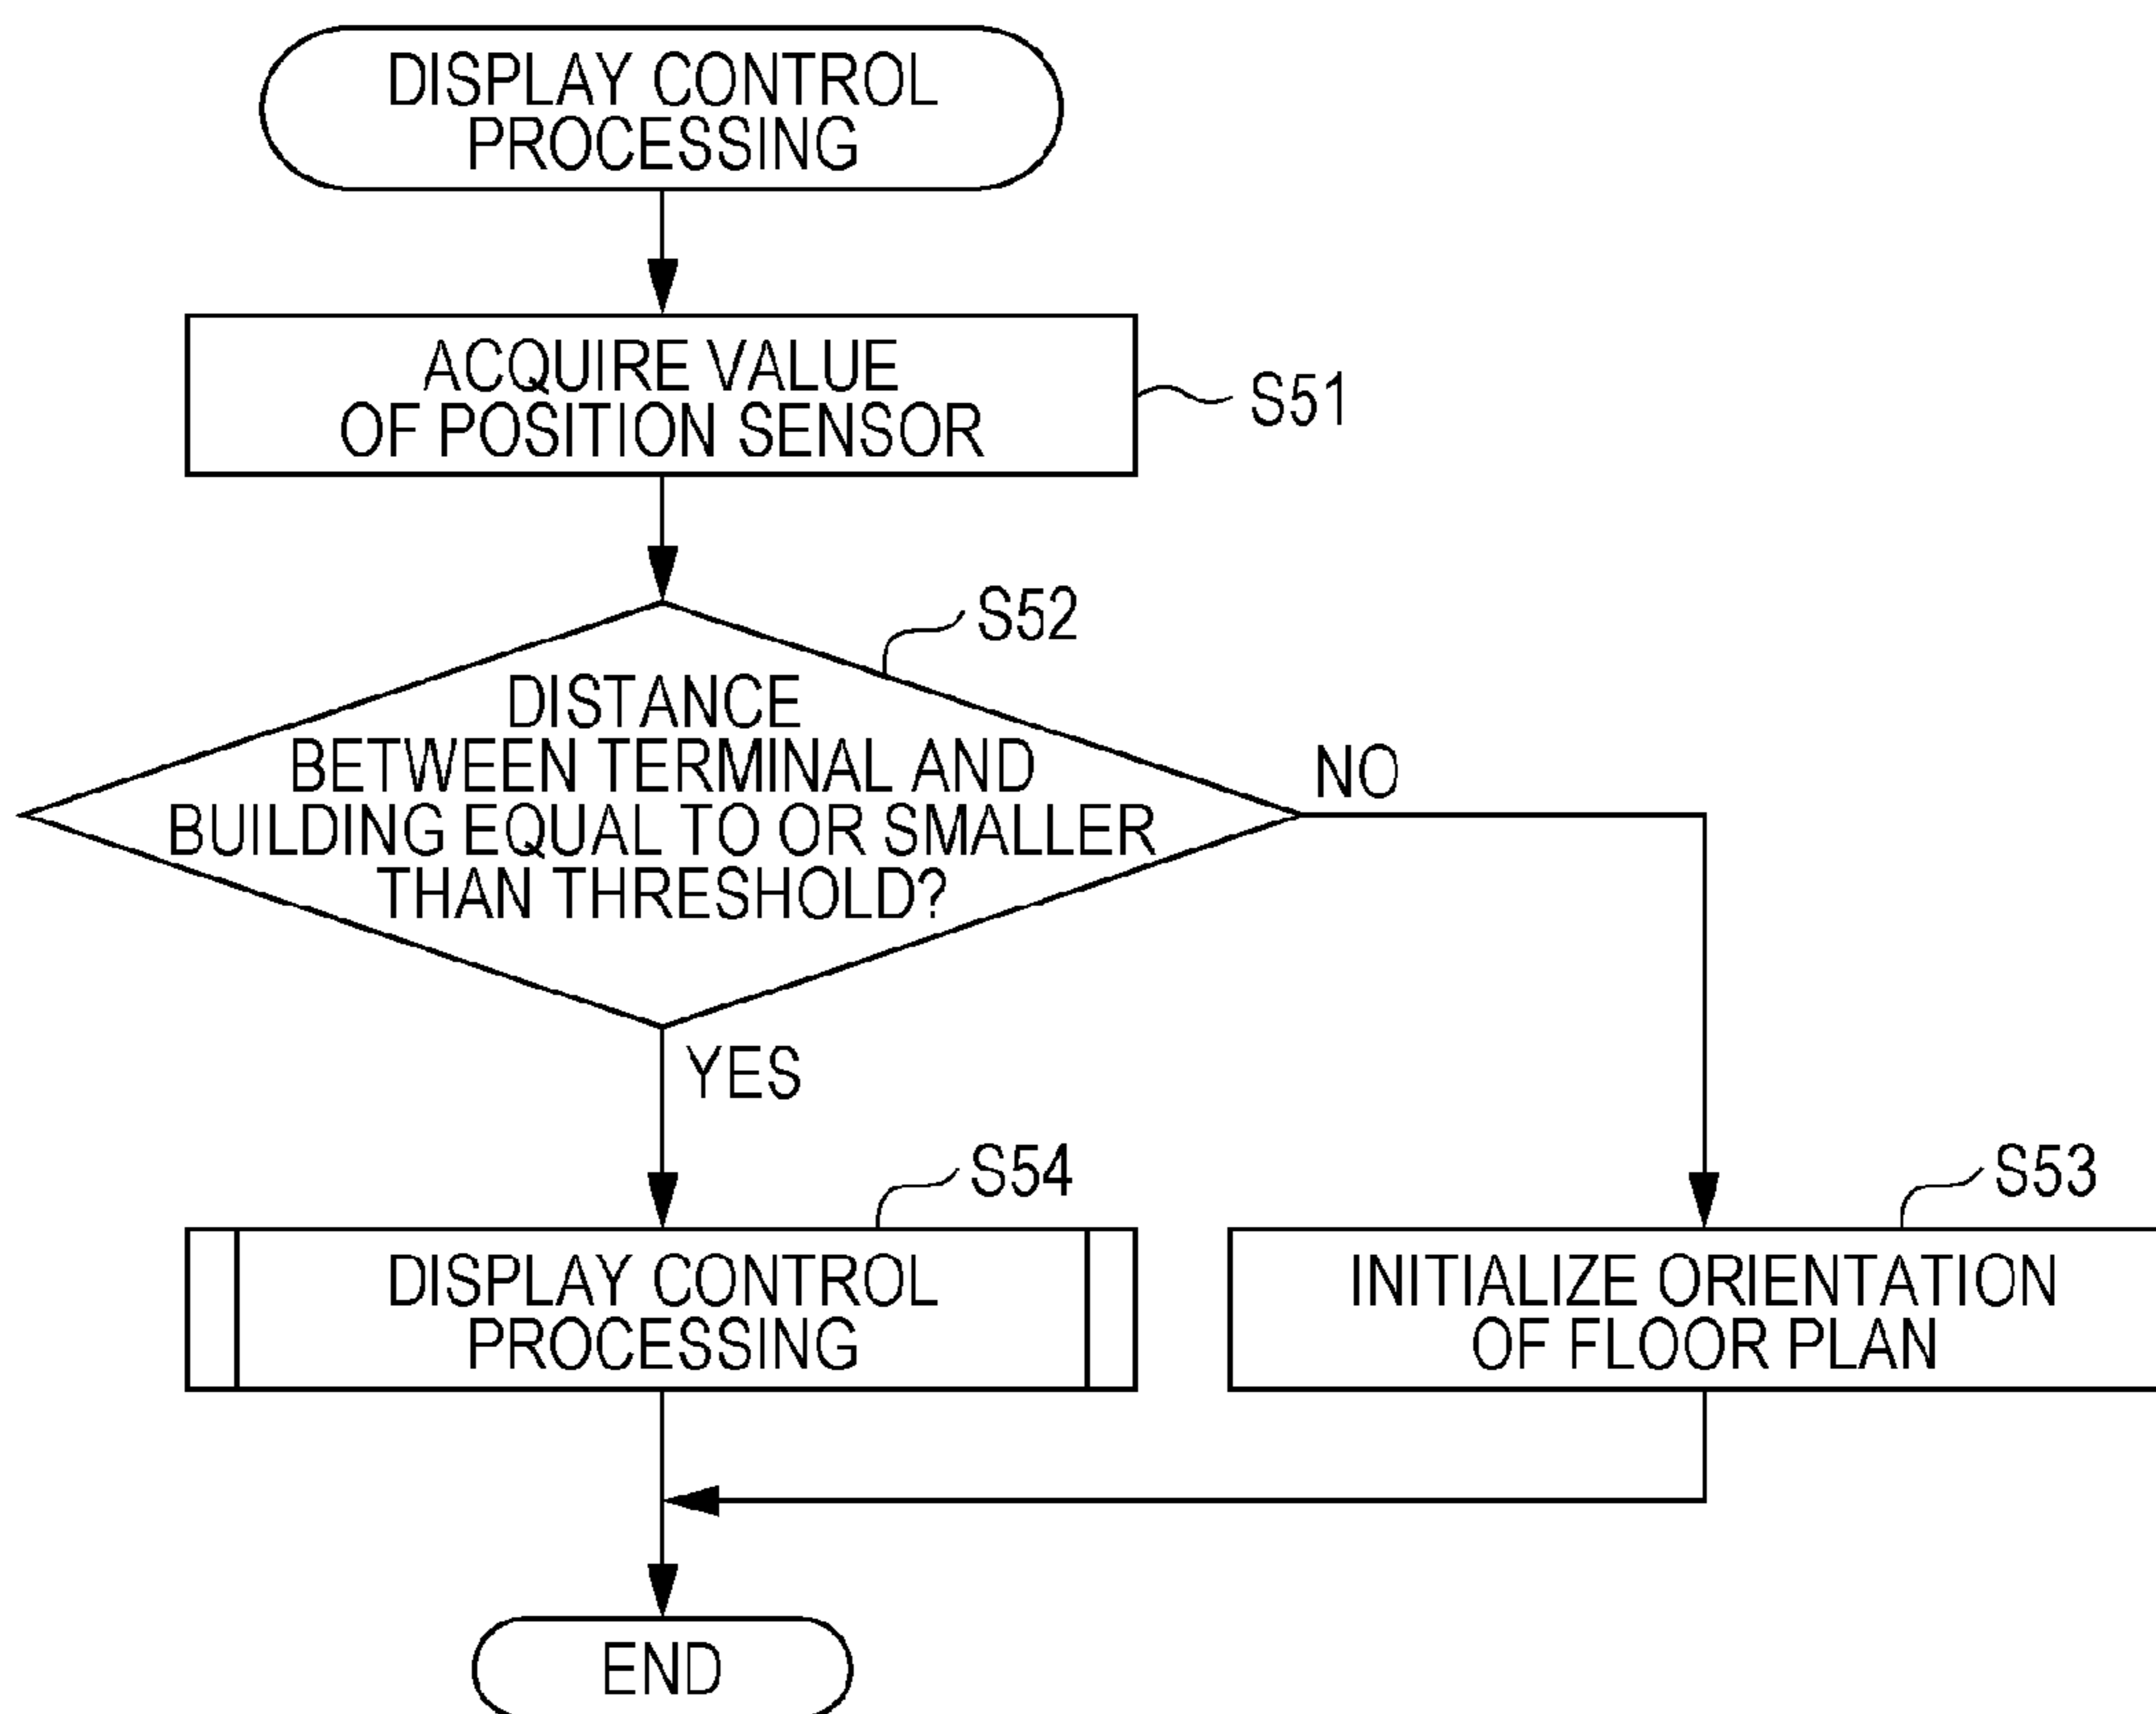 DISPLAY CONTROL
PROCESSING
ACQUIRE VALUE
OF POSITION SENSOR
S51
S52
DISTANCE
BETWEEN TERMINAL AND
BUILDING EQUAL TO OR SMALLER
THAN THRESHOLD?
NO
YES
S54
DISPLAY CONTROL
PROCESSING
S53
INITIALIZE ORIENTATION
OF FLOOR PLAN
END